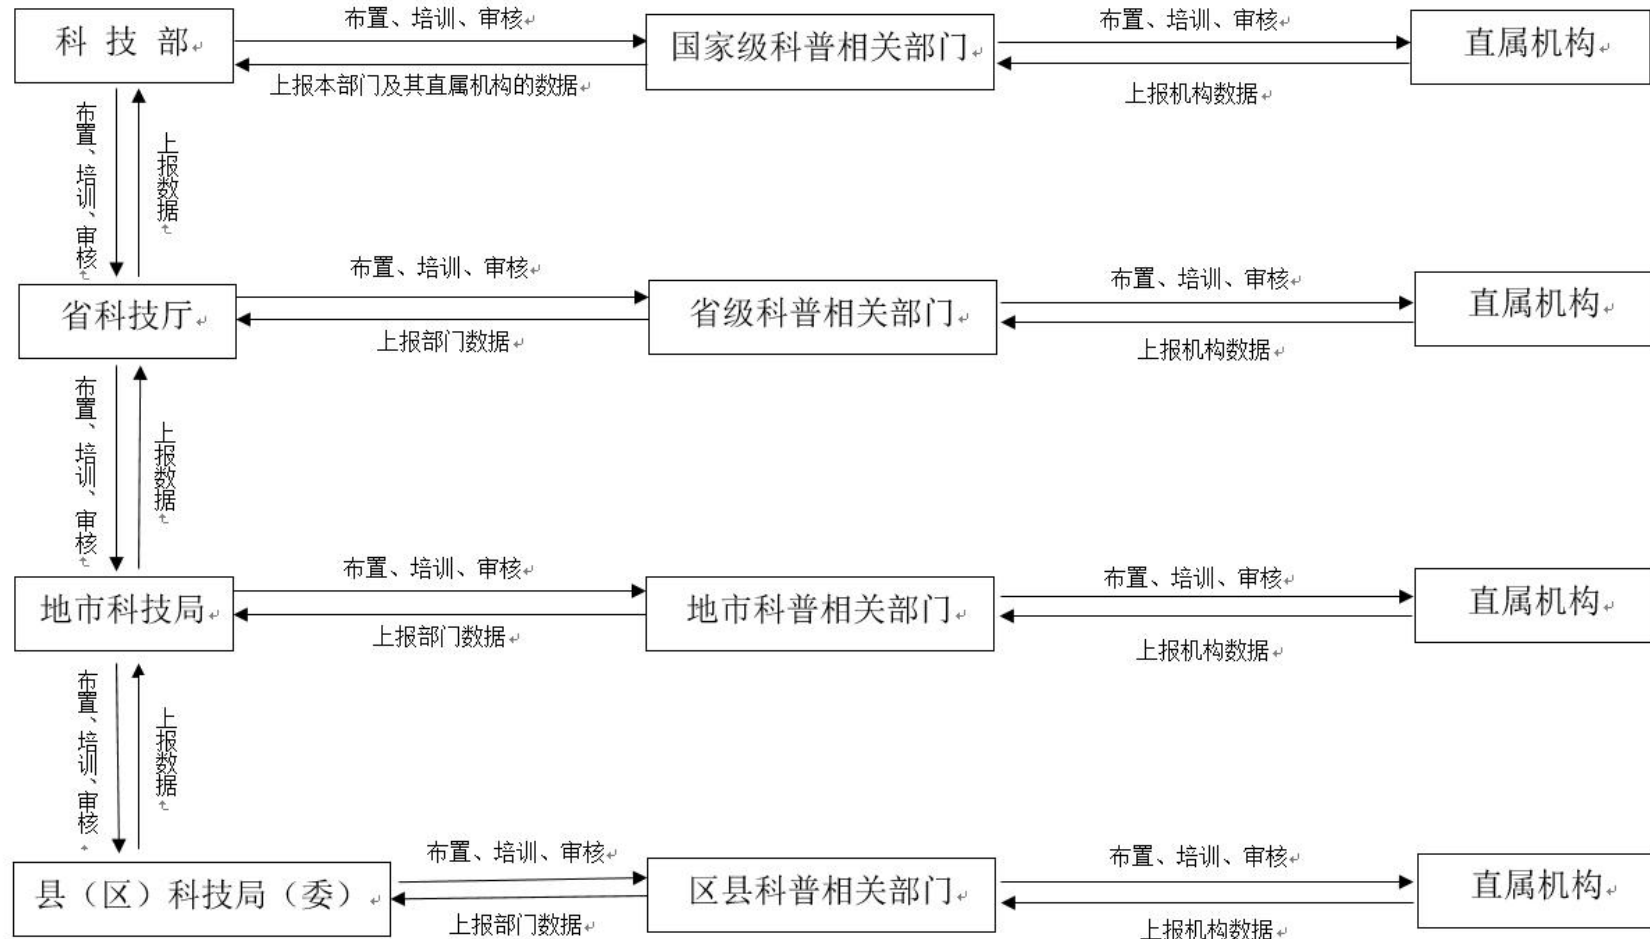 布置、培训、审核
布置、培训、审核
科 技 部
国家级科普相关部门
直属机构
上报本部门及其直属机构的数据
上报机构数据
布置、培训、审核
上报数据
布置、培训、审核
布置、培训、审核
省科技厅
省级科普相关部门
直属机构
上报部门数据
上报机构数据
布置、培训、审核
上报数据
布置、培训、审核
布置、培训、审核
地市科技局
地市科普相关部门
直属机构
上报部门数据
上报机构数据
布置、培训、审核
上报数据
布置、培训、审核
布置、培训、审核
县（区）科技局（委）
区县科普相关部门
直属机构
上报部门数据
上报机构数据